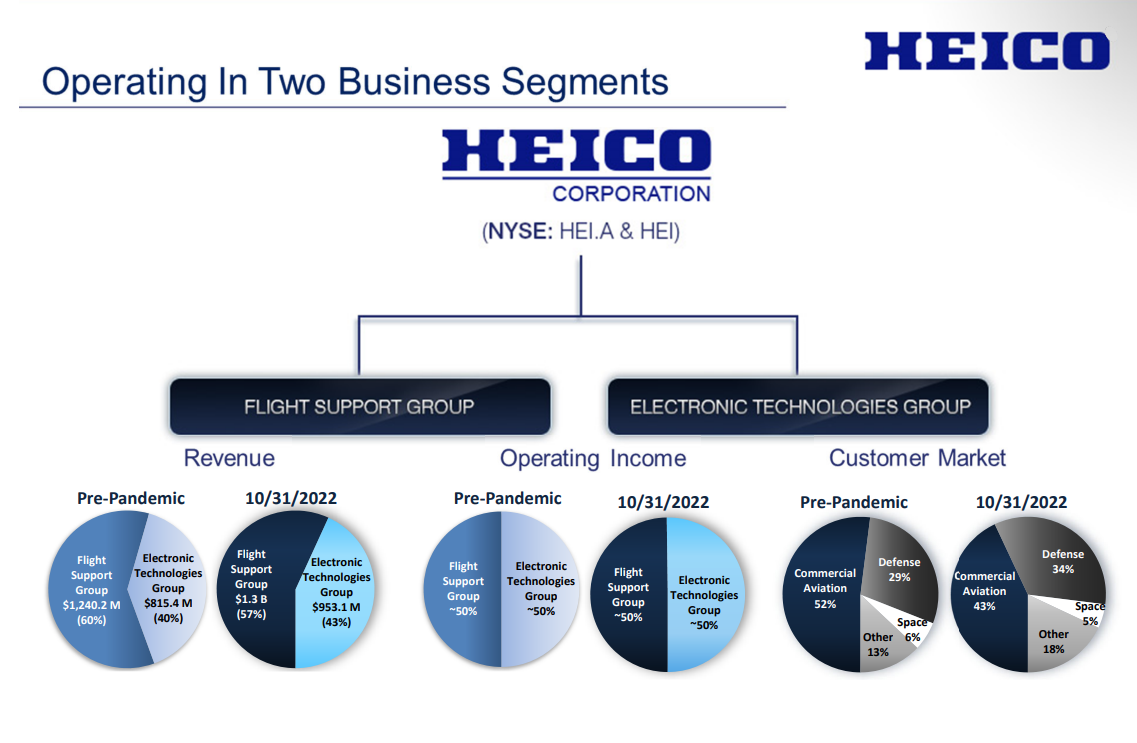 HEICO
Operating In Two Business Segments
HEICO
CORPORATION
(NYSE: HEI.A & HEI)
FLIGHT SUPPORT GROUP
ELECTRONIC TECHNOLOGIES GROUP
Revenue
Operating Income
Customer Market
Pre-Pandemic
Flight
Support
Group
$1,240.2 M
(60%)
Electronic
Technologies
Group
$815.4 M
(40%)
10/31/2022
Flight
Support
Group
$1.3 B
(57%)
Electronic
Technologies
Group
$953.1 M
(43%)
Pre-Pandemic
Flight
Support
Group
~50%
Electronic
Technologies
Group
~50%
10/31/2022
Flight
Support
Group
~50%
Electronic
Technologies
Group
~50%
Pre-Pandemic
Commercial
Aviation
52%
Defense
29%
Space
6%
Other
13%
10/31/2022
Commercial
Aviation
43%
Defense
34%
Space
5%
Other
18%